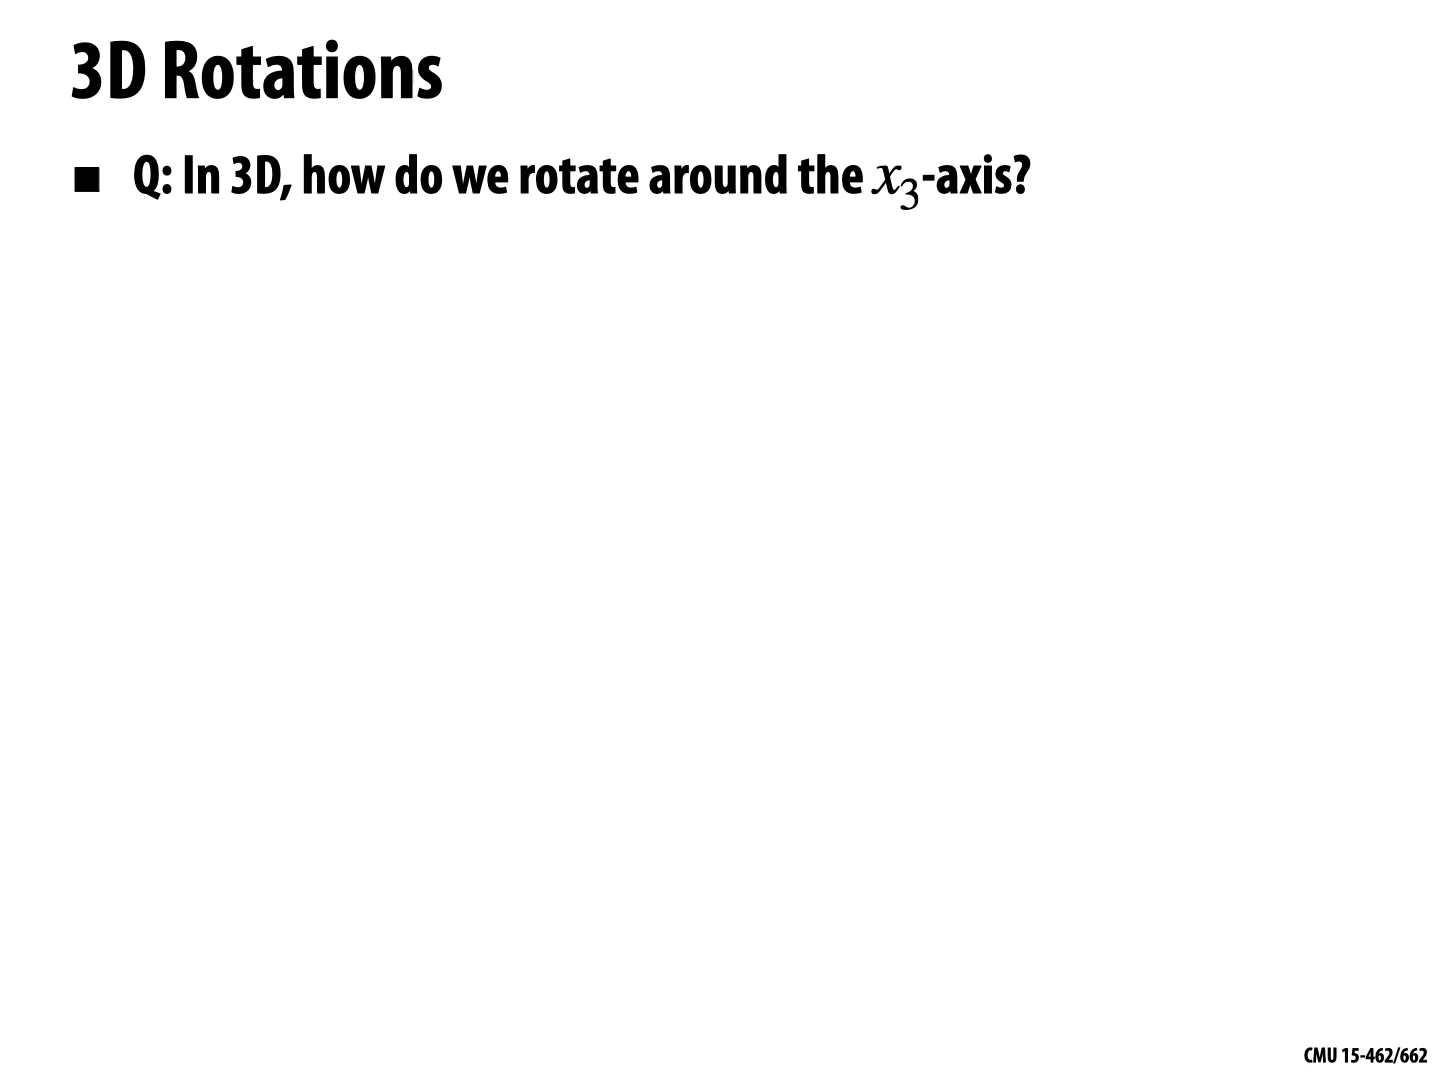 3D Rotations
■ Q: In 3D, how do we rotate around the x₃-axis?
CMU 15-462/662